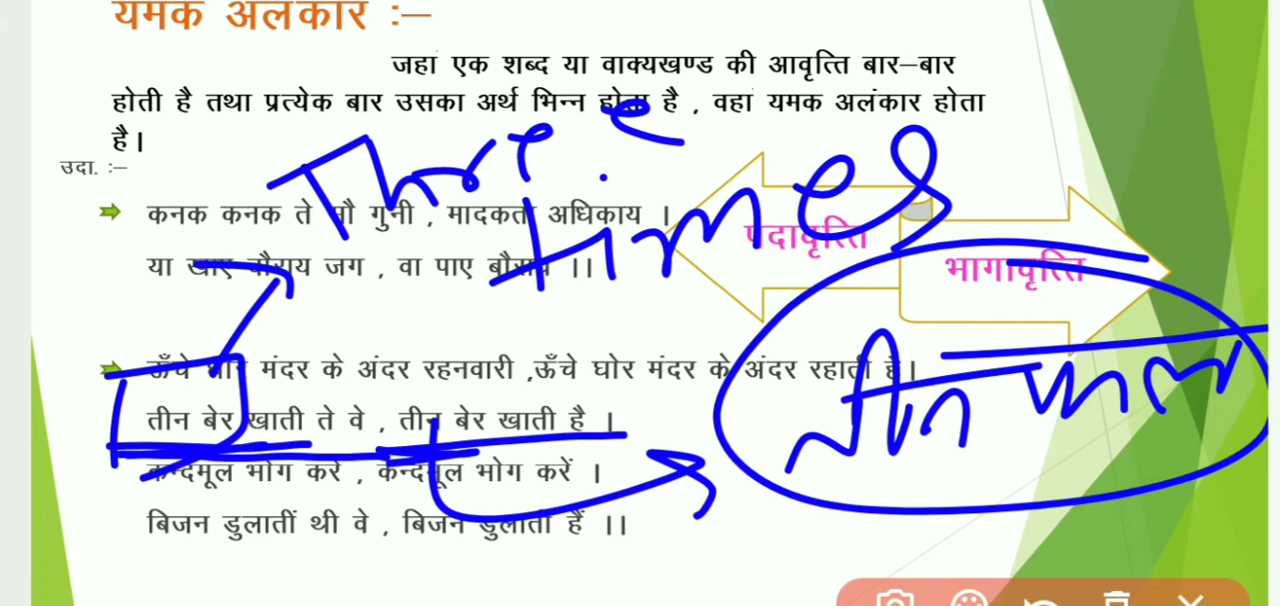 यमक अलंकार :–
जहां एक शब्द या वाक्यखण्ड की आवृत्ति बार–बार
होती है तथा प्रत्येक बार उसका अर्थ भिन्न होता है , वहां यमक अलंकार होता
है।
उदा. :–
Three
times
कनक कनक ते सौ गुनी , मादकता अधिकाय ।
या खाए बौराय जग , वा पाए बौराय ।।
पदावृत्ति
भागावृत्ति
ऊँचे घोर मंदर के अंदर रहनवारी ,ऊँचे घोर मंदर के अंदर रहाती है।
तीन बेर खाती ते वे , तीन बेर खाती है ।
तीन फल
कन्दमूल भोग करें , कन्दमूल भोग करें ।
बिजन डुलातीं थी वे , बिजन डुलाती हैं ।।